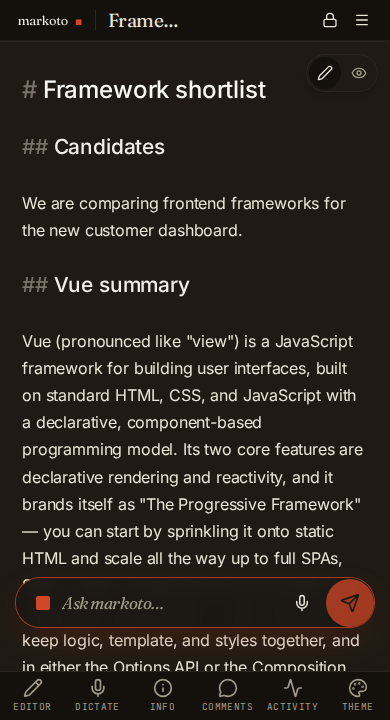 markoto
Frame...
# Framework shortlist
## Candidates
We are comparing frontend frameworks for
the new customer dashboard.
## Vue summary
Vue (pronounced like "view") is a JavaScript
framework for building user interfaces, built
on standard HTML, CSS, and JavaScript with
a declarative, component-based
programming model. Its two core features are
declarative rendering and reactivity, and it
brands itself as "The Progressive Framework"
— you can start by sprinkling it onto static
HTML and scale all the way up to full SPAs,
Ask markoto...
keep logic, template, and styles together, and
in either the Options API or the Composition
EDITOR
DICTATE
INFO
COMMENTS
ACTIVITY
THEME